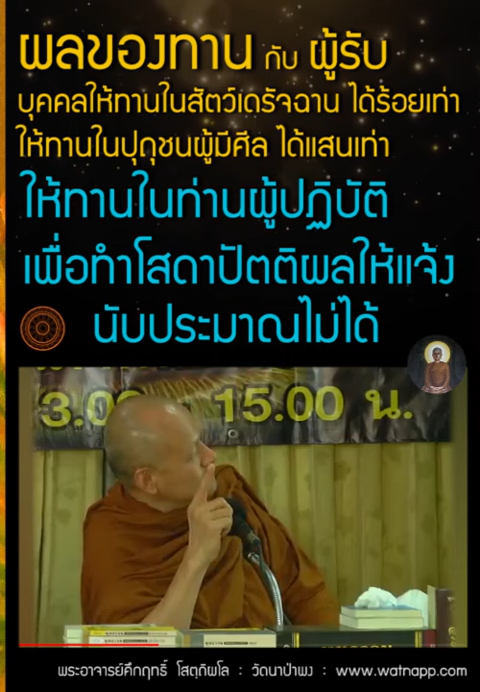 ผลของทาน กับ ผู้รับ
บุคคลให้ทานในสัตว์เดรัจฉาน ได้ร้อยเท่า
ให้ทานในปุถุชนผู้มีศีล ได้แสนเท่า
ให้ทานในท่านผู้ปฏิบัติ
เพื่อทำโสดาปัตติผลให้แจ้ง
นับประมาณไม่ได้
15.00 น.
พระอาจารย์คึกฤทธิ์ โสตฺถิผโล : วัดนาป่าพง : www.watnapp.com